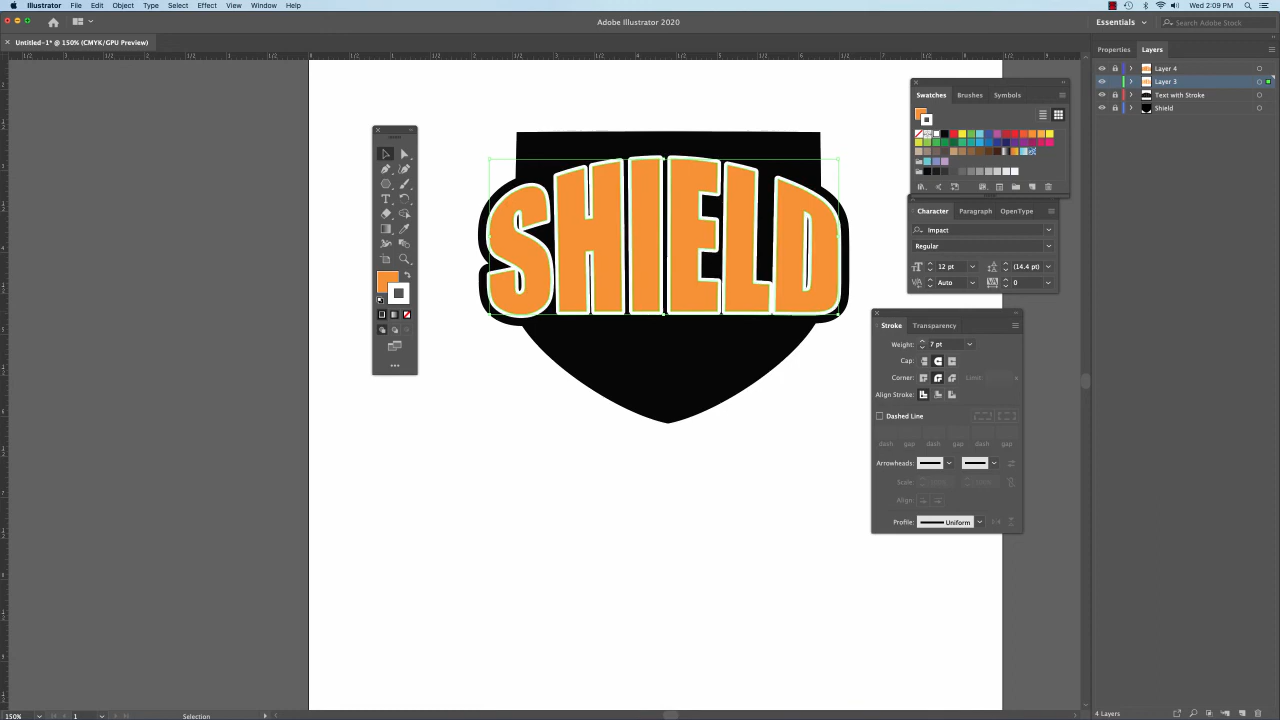 Illustrator File Edit Object Type Select Effect View Window Help Wed 2:09 PM
Adobe Illustrator 2020 Essentials Search Adobe Stock
Untitled-1* @ 150% (CMYK/GPU Preview)
Properties Layers
Layer 4
Layer 3
Text with Stroke
Shield
Swatches Brushes Symbols
SHIELD
Character Paragraph OpenType
Impact
Regular
12 pt (14.4 pt)
Auto 0
Stroke Transparency
Weight: 7 pt
Cap:
Corner: Limit:
Align Stroke:
Dashed Line
dash gap dash gap dash gap
Arrowheads:
Scale:
Align:
Profile: Uniform
150% 1 Selection
4 Layers